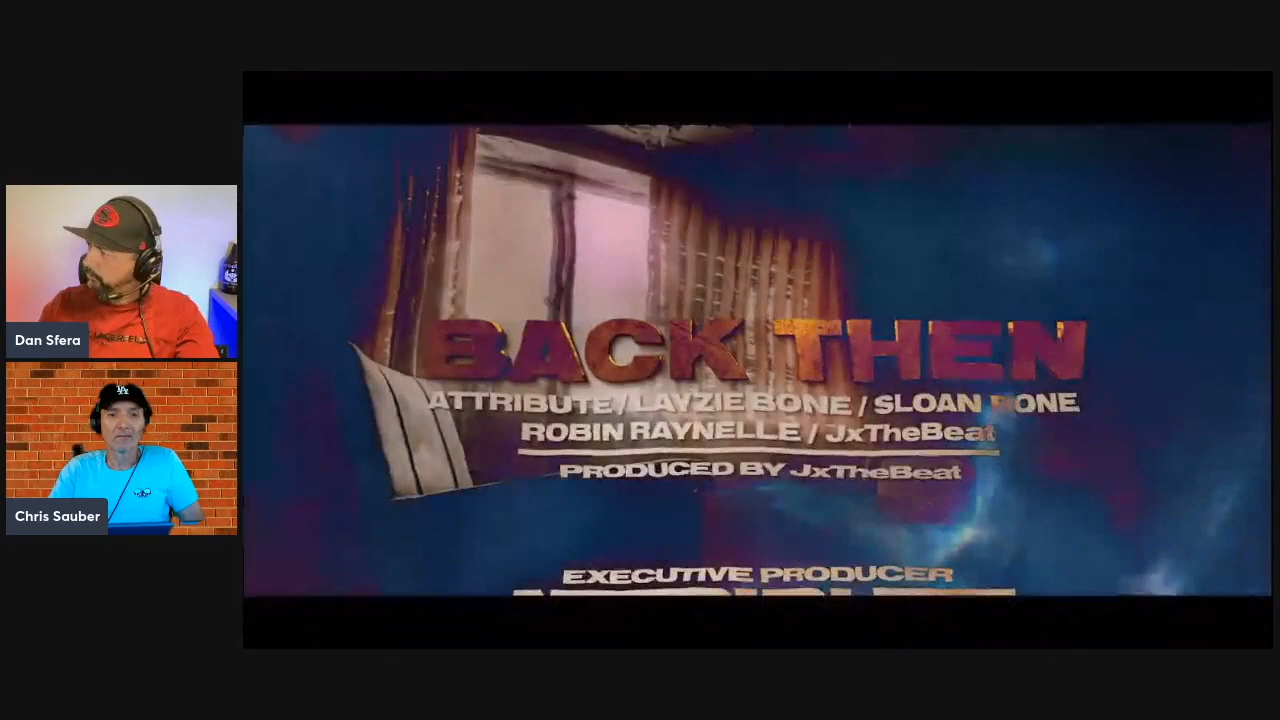 Dan Sfera
LA
Chris Sauber
BACK THEN
ATTRIBUTE / LAYZIE BONE / SLOAN BONE
ROBIN RAYNELLE / JxTheBeat
PRODUCED BY JxTheBeat
EXECUTIVE PRODUCER